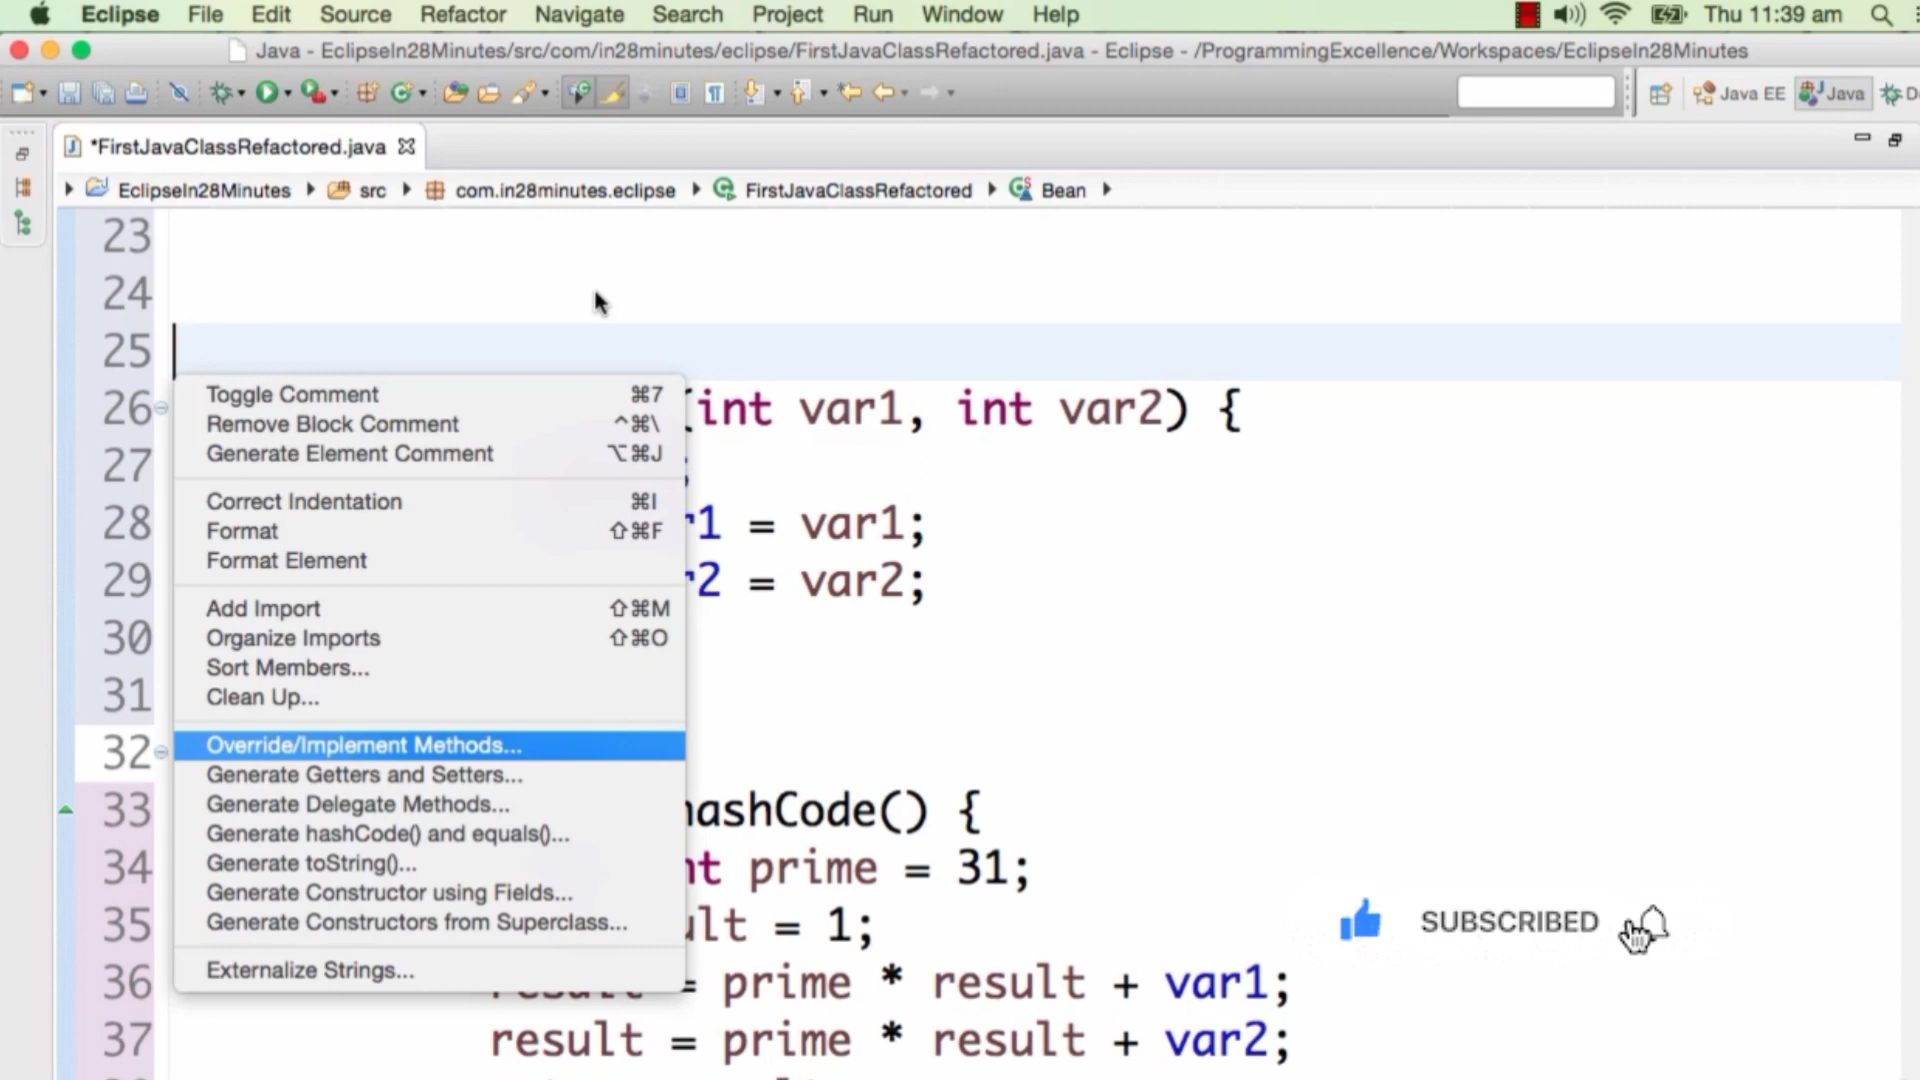 Eclipse File Edit Source Refactor Navigate Search Project Run Window Help Thu 11:39 am
Java - EclipseIn28Minutes/src/com/in28minutes/eclipse/FirstJavaClassRefactored.java - Eclipse - /ProgrammingExcellence/Workspaces/EclipseIn28Minutes
Java EE Java
*FirstJavaClassRefactored.java
EclipseIn28Minutes src com.in28minutes.eclipse FirstJavaClassRefactored Bean
23
24
25
Toggle Comment ⌘7
26 (int var1, int var2) {
Remove Block Comment ^⌘\
Generate Element Comment ⌥⌘J
27 ;
Correct Indentation ⌘I
28 r1 = var1;
Format ⇧⌘F
Format Element
29 r2 = var2;
Add Import ⇧⌘M
30
Organize Imports ⇧⌘O
Sort Members...
31
Clean Up...
32
Override/Implement Methods...
Generate Getters and Setters...
33 hashCode() {
Generate Delegate Methods...
Generate hashCode() and equals()...
34 nt prime = 31;
Generate toString()...
Generate Constructor using Fields...
35 ult = 1;
Generate Constructors from Superclass...
SUBSCRIBED
Externalize Strings...
36 result = prime * result + var1;
37 result = prime * result + var2;